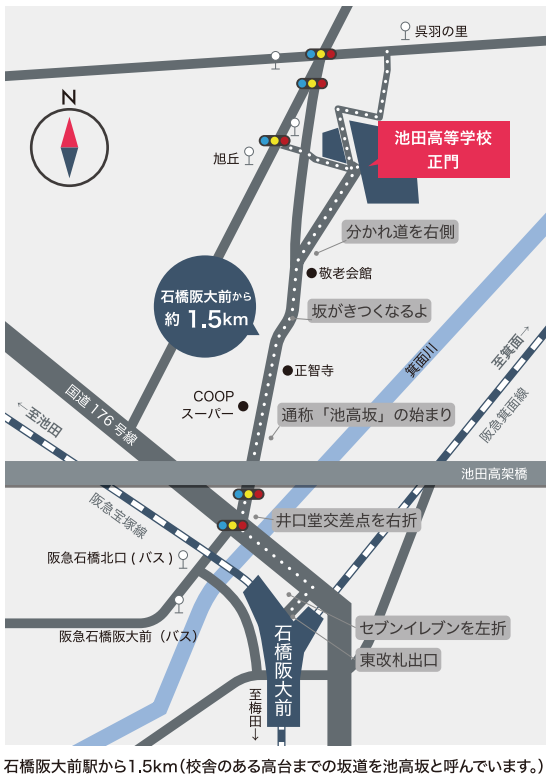 呉羽の里
N
池田高等学校
正門
旭丘
分かれ道を右側
敬老会館
石橋阪大前から
約 1.5km
坂がきつくなるよ
箕面川
至箕面→
正智寺
阪急箕面線
COOP
スーパー
国道176号線
←至池田
通称「池高坂」の始まり
池田高架橋
阪急宝塚線
井口堂交差点を右折
阪急石橋北口(バス)
阪急石橋阪大前(バス)
セブンイレブンを左折
石橋阪大前
東改札出口
至梅田→
石橋阪大前駅から1.5km(校舎のある高台までの坂道を池高坂と呼んでいます。)